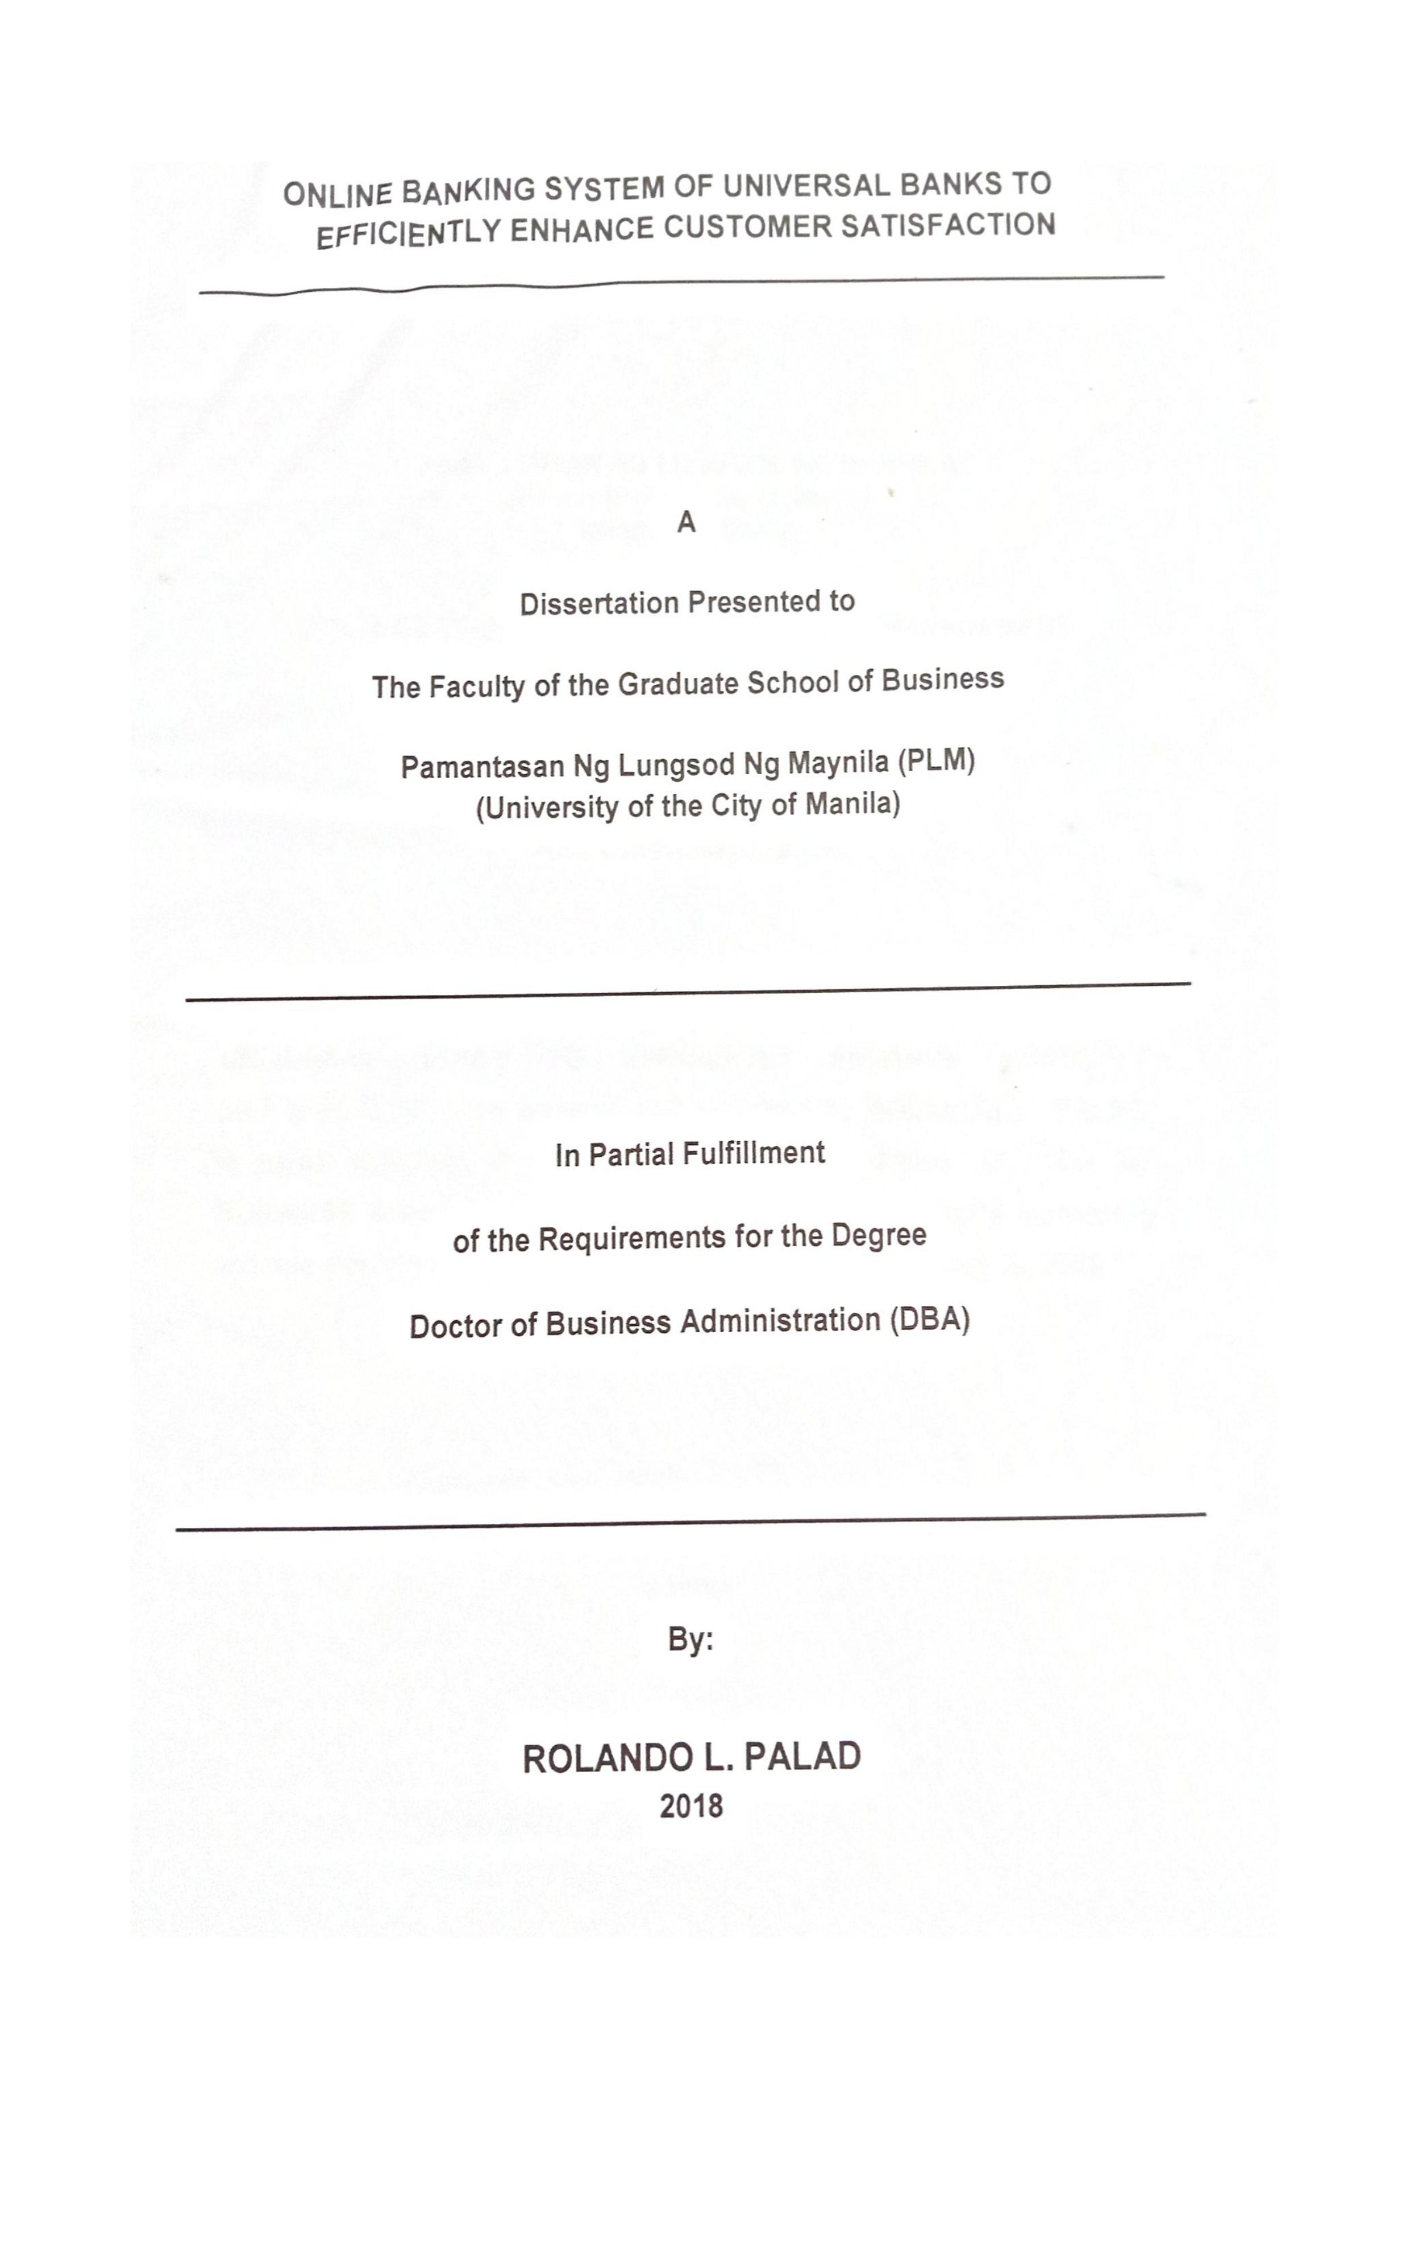 ONLINE BANKING SYSTEM OF UNIVERSAL BANKS TO
EFFICIENTLY ENHANCE CUSTOMER SATISFACTION
A
Dissertation Presented to
The Faculty of the Graduate School of Business
Pamantasan Ng Lungsod Ng Maynila (PLM)
(University of the City of Manila)
In Partial Fulfillment
of the Requirements for the Degree
Doctor of Business Administration (DBA)
By:
ROLANDO L. PALAD
2018